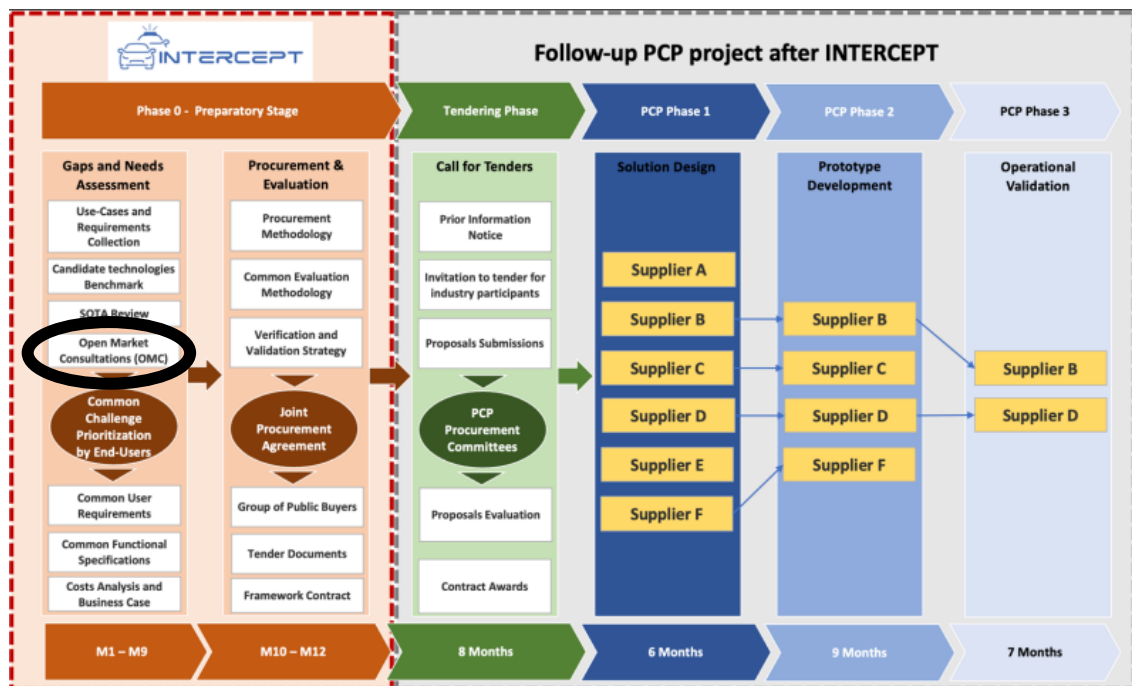 INTERCEPT
Follow-up PCP project after INTERCEPT
Phase 0 - Preparatory Stage
Tendering Phase
PCP Phase 1
PCP Phase 2
PCP Phase 3
Gaps and Needs
Assessment
Use-Cases and
Requirements
Collection
Candidate technologies
Benchmark
SOTA Review
Open Market
Consultations (OMC)
Common
Challenge
Prioritization
by End-Users
Common User
Requirements
Common Functional
Specifications
Costs Analysis and
Business Case
Procurement &
Evaluation
Procurement
Methodology
Common Evaluation
Methodology
Verification and
Validation Strategy
Joint
Procurement
Agreement
Group of Public Buyers
Tender Documents
Framework Contract
Call for Tenders
Prior Information
Notice
Invitation to tender for
industry participants
Proposals Submissions
PCP
Procurement
Committees
Proposals Evaluation
Contract Awards
Solution Design
Supplier A
Supplier B
Supplier C
Supplier D
Supplier E
Supplier F
Prototype
Development
Supplier B
Supplier C
Supplier D
Supplier F
Operational
Validation
Supplier B
Supplier D
M1 – M9
M10 – M12
8 Months
6 Months
9 Months
7 Months